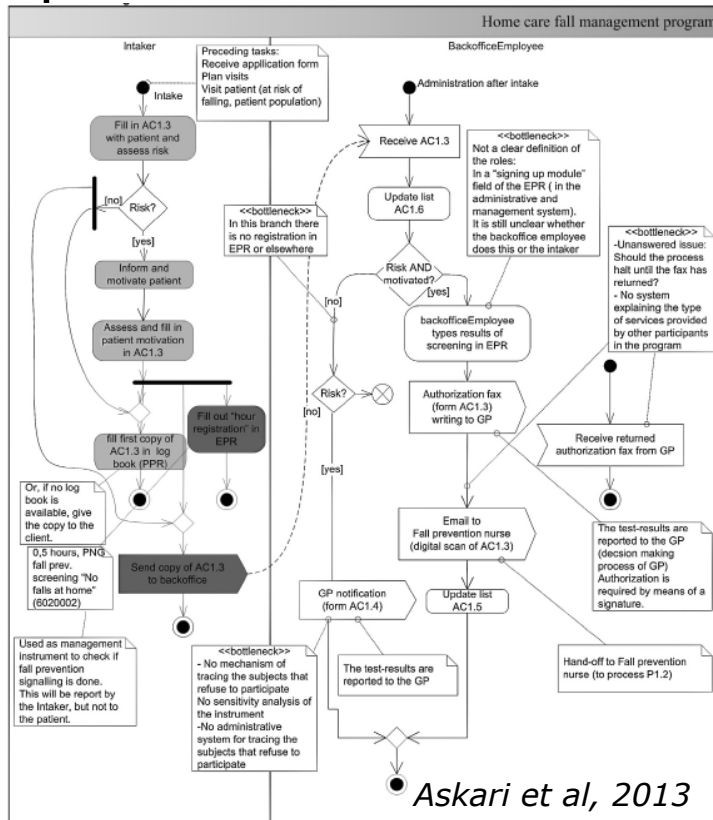 Home care fall management program
Intaker
BackofficeEmployee
Preceding tasks:
Receive appllication form
Plan visits
Visit patient (at risk of
falling, patient population)
Intake
Fill in AC1.3
with patient and
assess risk
[no]
Risk?
[yes]
Inform and
motivate patient
Assess and fill in
patient motivation
in AC1.3
fill first copy of
AC1.3 in log
book (PPR)
Fill out "hour
registration" in
EPR
Or, if no log
book is
available, give
the copy to the
client.
0,5 hours, PNG
fall prev.
screening "No
falls at home"
(6020002)
Send copy of AC1.3
to backoffice
Used as management
instrument to check if
fall prevention
signalling is done.
This will be report by
the Intaker, but not to
the patient.
Administration after intake
Receive AC1.3
Update list
AC1.6
<<bottleneck>>
In this branch there
is no registration in
EPR or elsewhere
Risk AND
motivated?
[no]
[yes]
<<bottleneck>>
Not a clear definition of
the roles:
In a "signing up module"
field of the EPR ( in the
administrative and
management system).
It is still unclear whether
the backoffice employee
does this or the intaker
<<bottleneck>>
-Unanswered issue:
Should the process
halt until the fax has
returned?
- No system
explaining the type
of services provided
by other participants
in the program
backofficeEmployee
types results of
screening in EPR
Risk?
[no]
[yes]
Authorization fax
(form AC1.3)
writing to GP
Receive returned
authorization fax from GP
Email to
Fall prevention nurse
(digital scan of AC1.3)
The test-results are
reported to the GP
(decsion making
process of GP)
Authorization is
required by means of a
signature.
GP notification
(form AC1.4)
Update list
AC1.5
<<bottleneck>>
- No mechanism of
tracing the subjects that
refuse to participate
No sensitivity analysis of
the instrument
-No administrative
system for tracing the
subjects that refuse to
participate
The test-results are
reported to the GP
Hand-off to Fall prevention
nurse (to process P1.2)
Askari et al, 2013